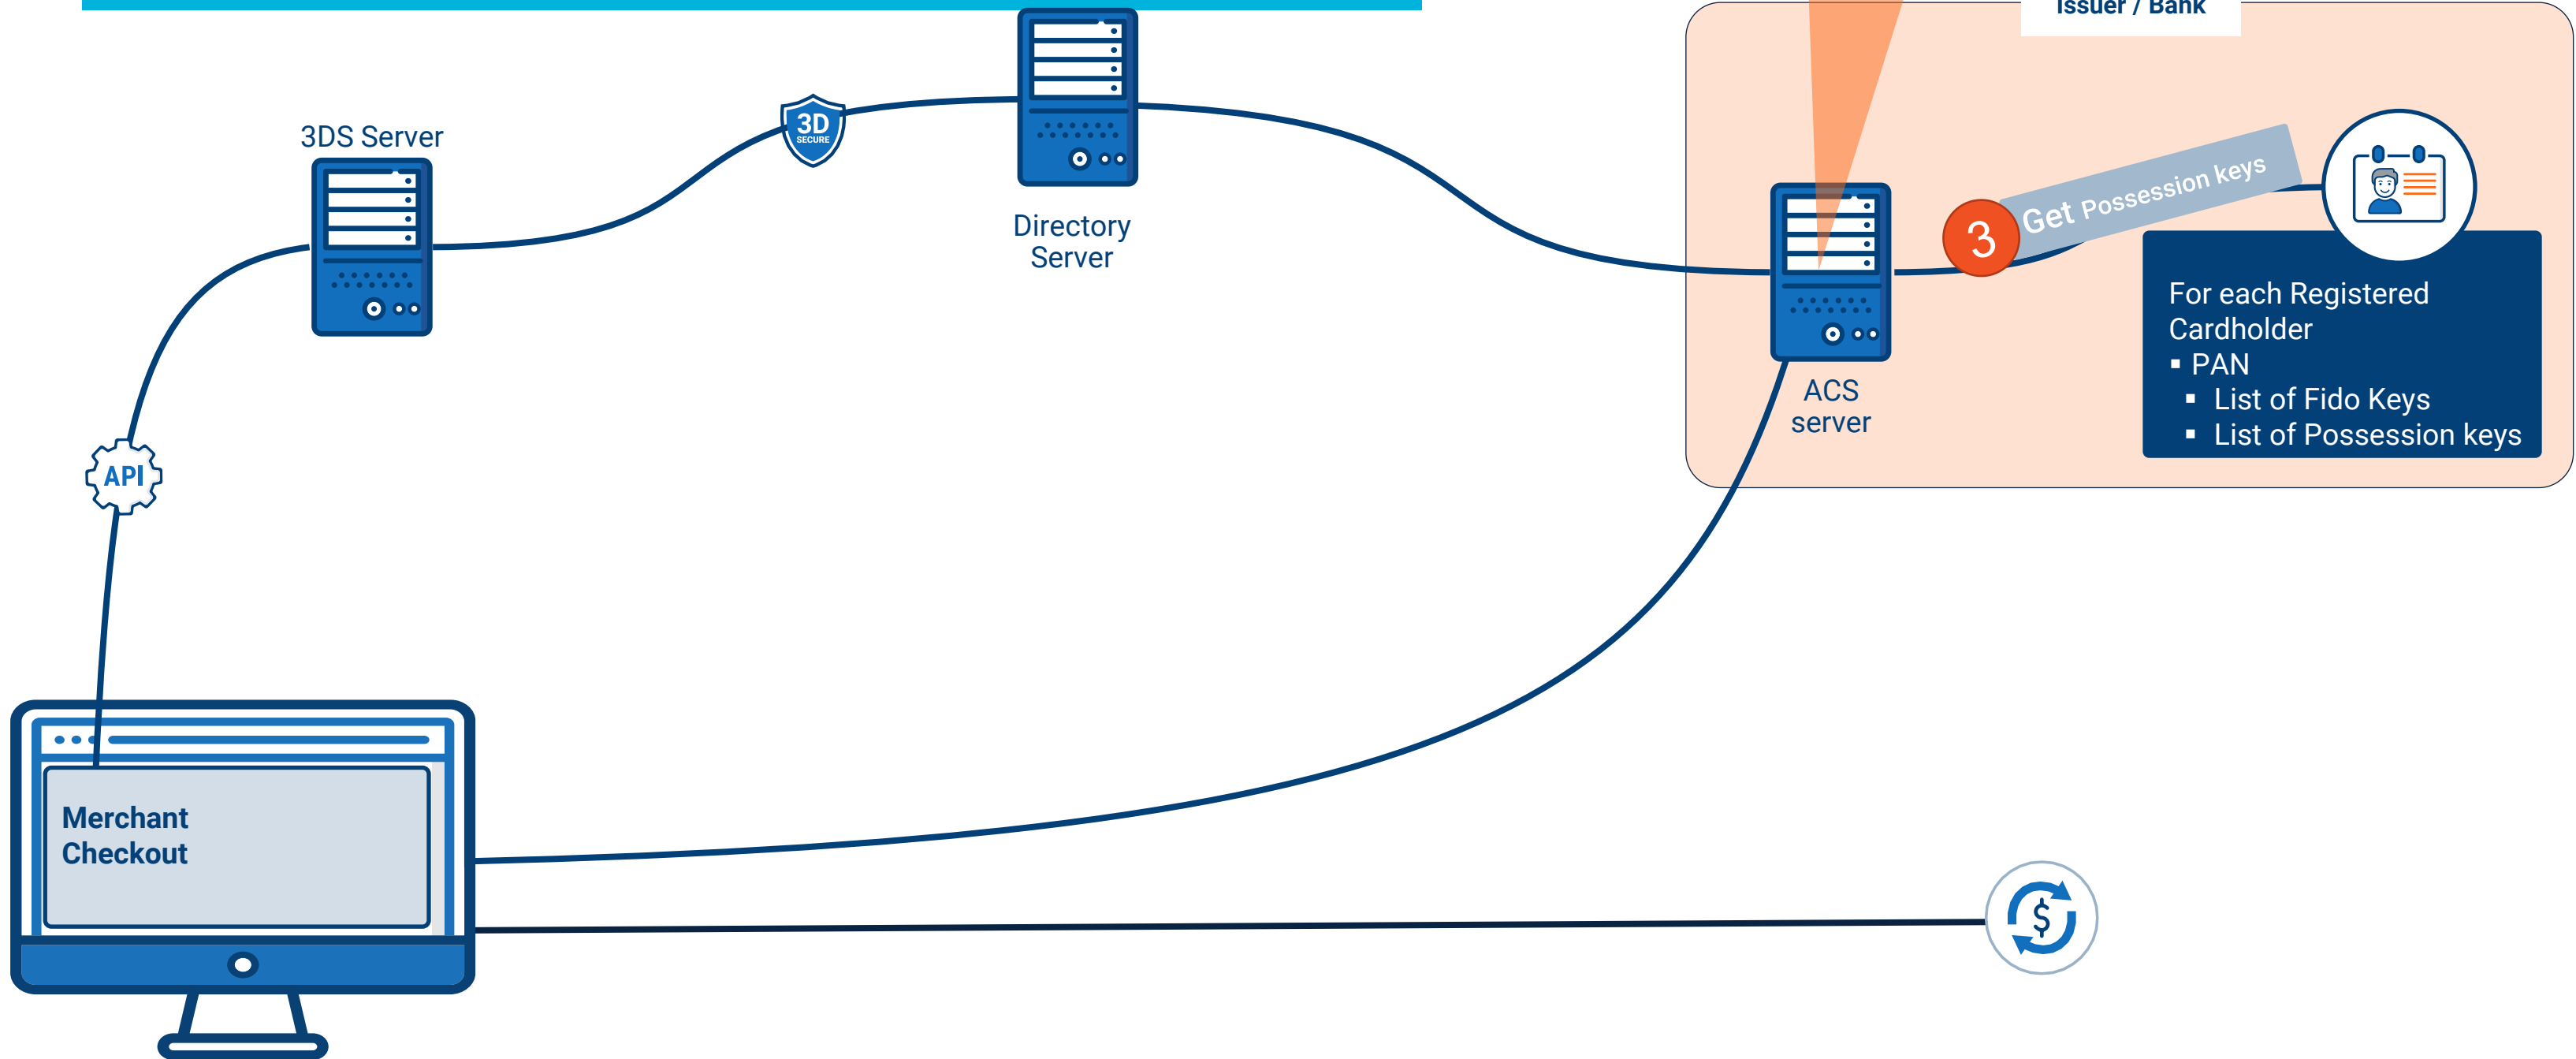 Issuer / Bank
3D
SECURE
3DS Server
Directory
Server
3
Get Possession keys
For each Registered
Cardholder
▪ PAN
▪ List of Fido Keys
▪ List of Possession keys
ACS
server
API
Merchant
Checkout
$